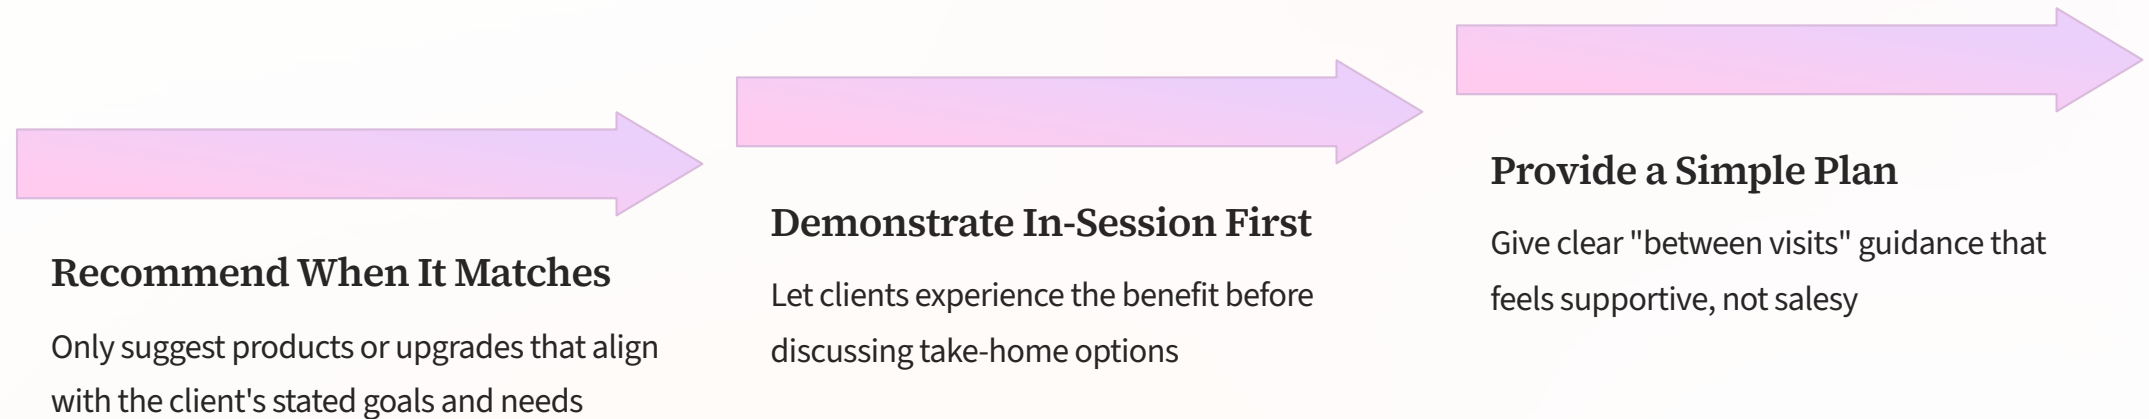 Recommend When It Matches
Only suggest products or upgrades that align
with the client's stated goals and needs
Demonstrate In-Session First
Let clients experience the benefit before
discussing take-home options
Provide a Simple Plan
Give clear "between visits" guidance that
feels supportive, not salesy